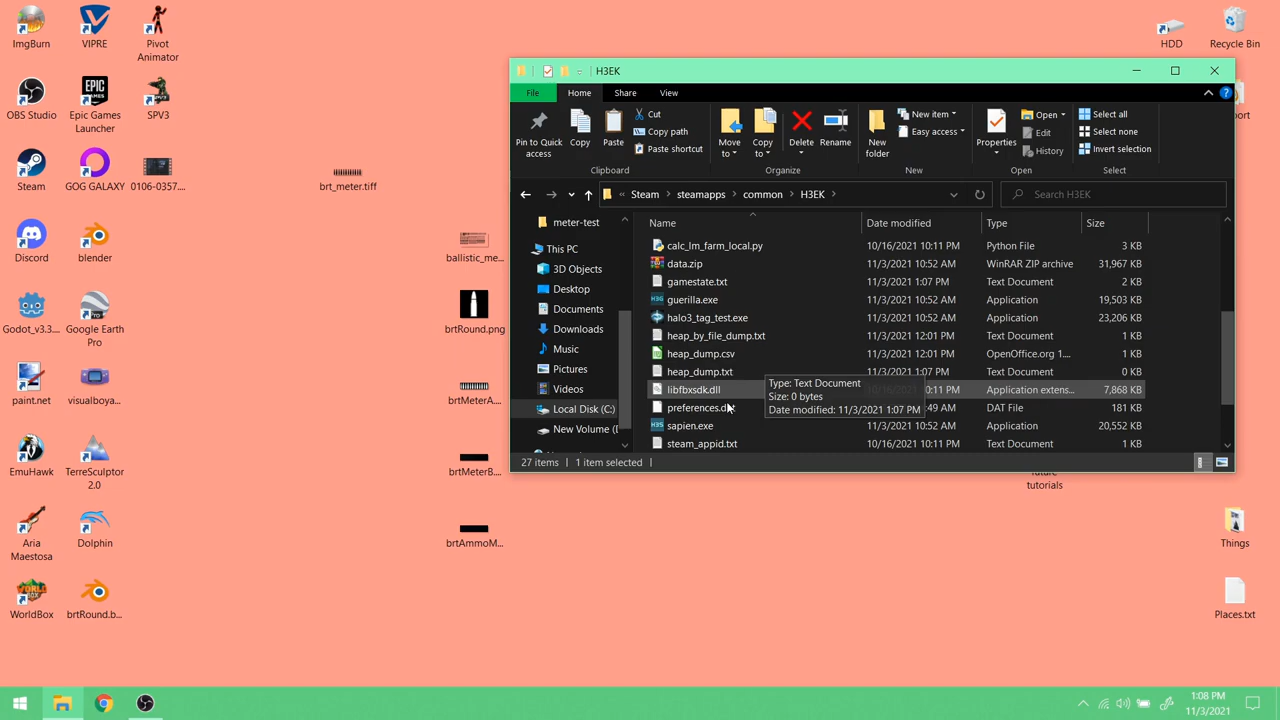 ImgBurn
VIPRE
Pivot
Animator
OBS Studio
Epic Games
Launcher
SPV3
Steam
GOG GALAXY
0106-0357....
Discord
blender
Godot_v3.3...
Google Earth
Pro
paint.net
visualboya...
EmuHawk
TerreSculptor
2.0
Aria
Maestosa
Dolphin
WorldBox
brtRound.b...
brt_meter.tiff
ballistic_me...
brtRound.png
brtMeterA....
brtMeterB....
brtAmmoM...
HDD
Recycle Bin
Things
Places.txt
tutorials
H3EK
File
Home
Share
View
Pin to Quick
access
Copy
Paste
Cut
Copy path
Paste shortcut
Clipboard
Move
to
Copy
to
Delete
Rename
Organize
New
folder
New item
Easy access
New
Properties
Open
Edit
History
Open
Select all
Select none
Invert selection
Select
« Steam > steamapps > common > H3EK >
Search H3EK
meter-test
This PC
3D Objects
Desktop
Documents
Downloads
Music
Pictures
Videos
Local Disk (C:)
New Volume (
Name Date modified Type Size
calc_lm_farm_local.py 10/16/2021 10:11 PM Python File 3 KB
data.zip 11/3/2021 10:52 AM WinRAR ZIP archive 31,967 KB
gamestate.txt 11/3/2021 1:07 PM Text Document 2 KB
guerilla.exe 11/3/2021 10:52 AM Application 19,503 KB
halo3_tag_test.exe 11/3/2021 10:52 AM Application 23,206 KB
heap_by_file_dump.txt 11/3/2021 12:01 PM Text Document 1 KB
heap_dump.csv 11/3/2021 12:01 PM OpenOffice.org 1.... 1 KB
heap_dump.txt 11/3/2021 1:07 PM Text Document 0 KB
libfbxsdk.dll Application extens... 7,868 KB
DAT File 181 KB
sapien.exe 11/3/2021 10:52 AM Application 20,552 KB
steam_appid.txt 10/16/2021 10:11 PM Text Document 1 KB
Type: Text Document
Size: 0 bytes
Date modified: 11/3/2021 1:07 PM
27 items
1 item selected
1:08 PM
11/3/2021